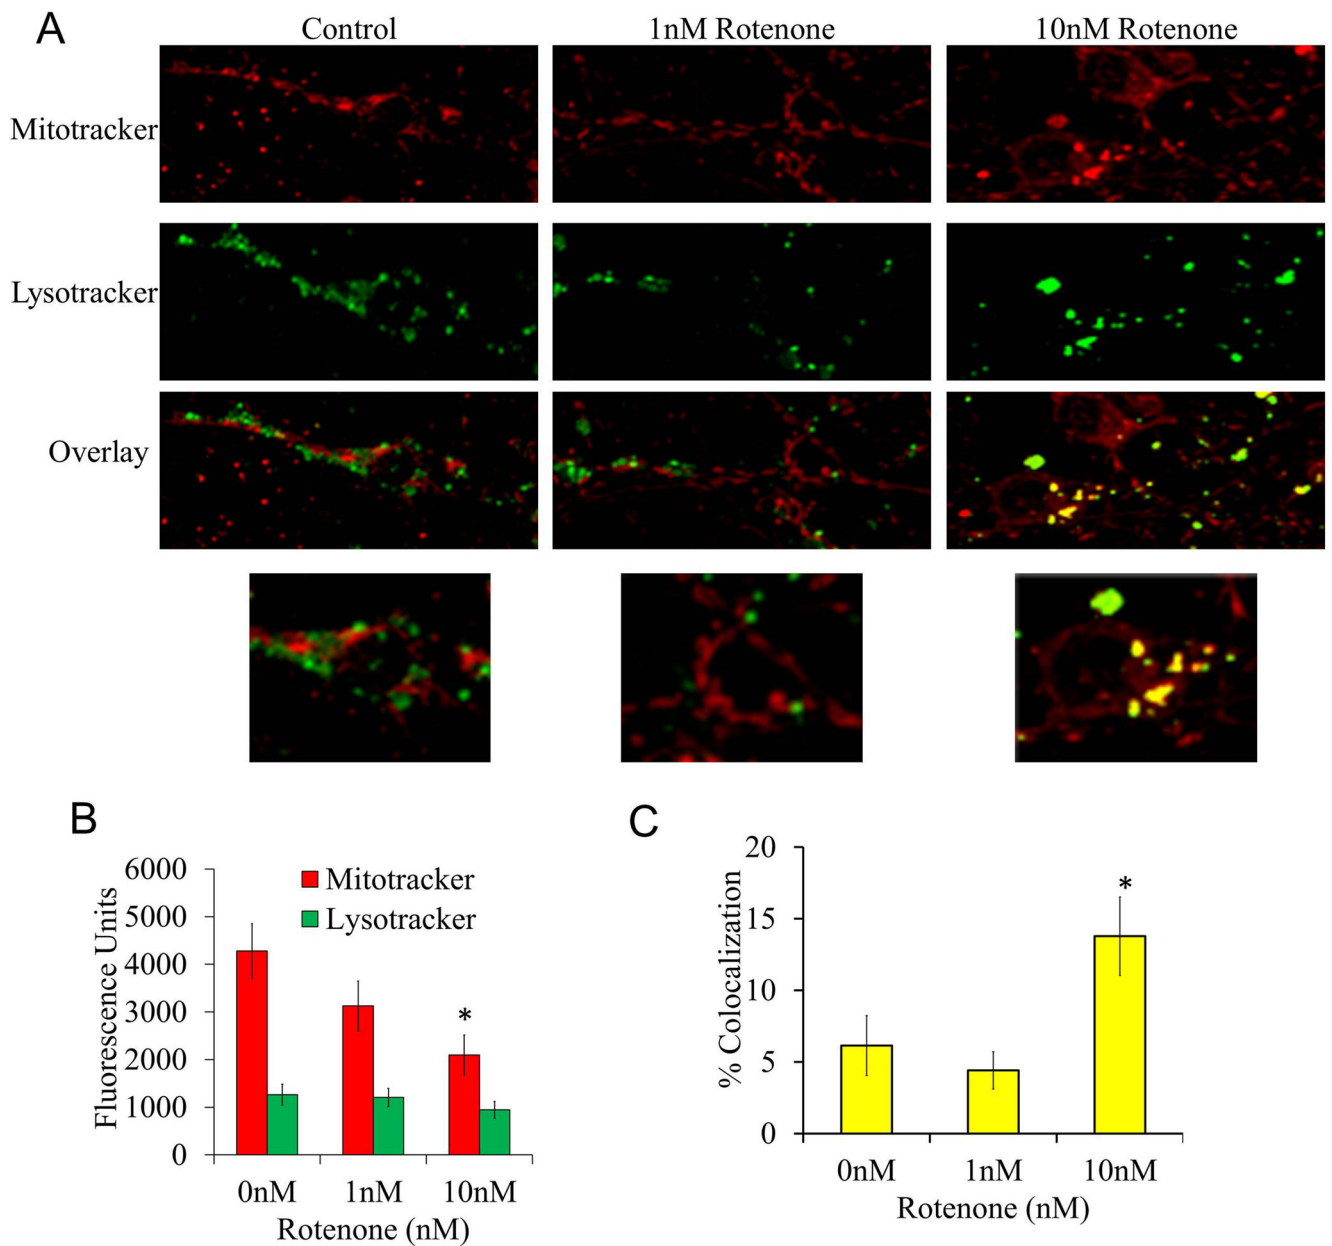 A
Control
1nM Rotenone
10nM Rotenone
Mitotracker
Lysotracker
Overlay
B
6000
5000
4000
3000
2000
1000
0
Fluorescence Units
Mitotracker
Lysotracker
*
0nM
1nM
10nM
Rotenone (nM)
C
20
15
10
5
0
% Colocalization
*
0nM
1nM
10nM
Rotenone (nM)